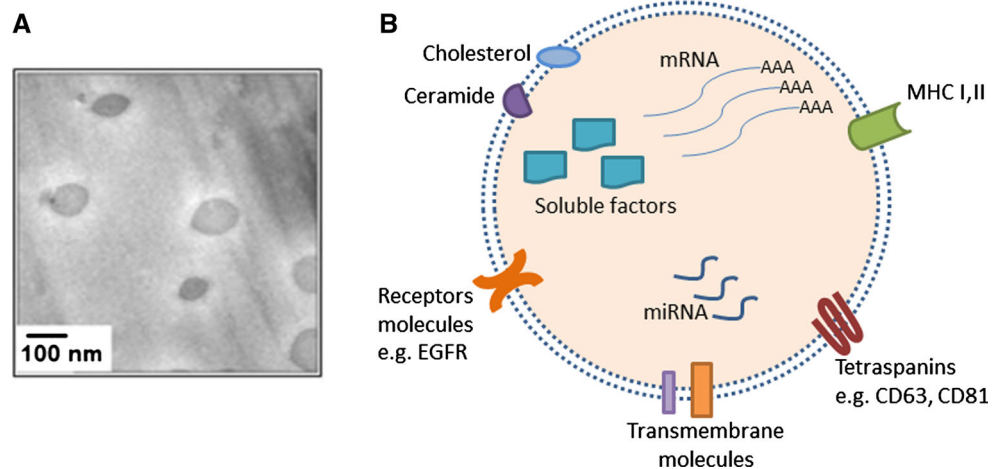 A
B
100 nm
Cholesterol
Ceramide
mRNA
AAA
AAA
AAA
MHC I,II
Soluble factors
Receptors
molecules
e.g. EGFR
miRNA
Tetraspanins
e.g. CD63, CD81
Transmembrane
molecules